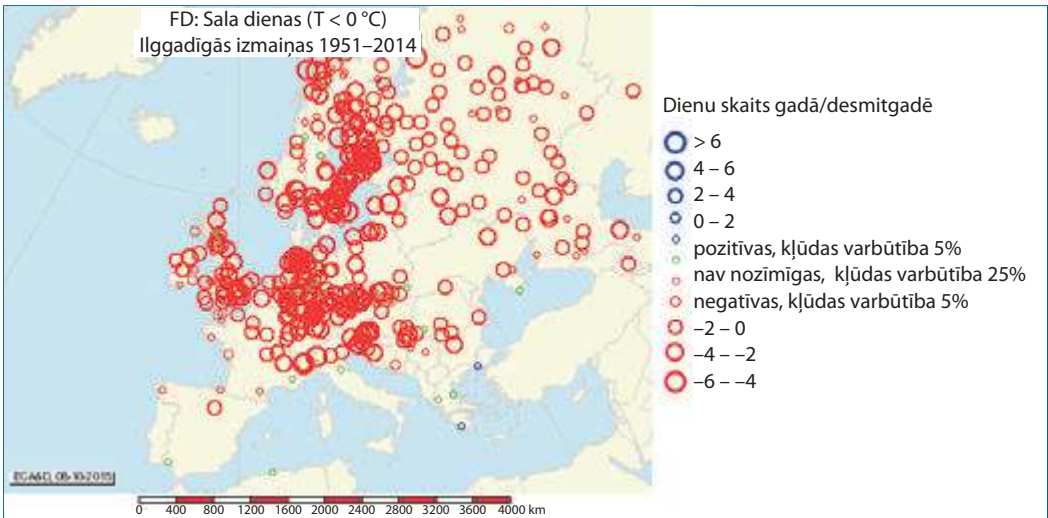 FD: Sala dienas (T < 0 °C)
Ilggadīgās izmaiņas 1951–2014
Dienu skaits gadā/desmitgadē
> 6
4 – 6
2 – 4
0 – 2
pozitīvas, kļūdas varbūtība 5%
nav nozīmīgas, kļūdas varbūtība 25%
negatīvas, kļūdas varbūtība 5%
–2 – 0
–4 – –2
–6 – –4
ECA&D, 08-10-2015
0 400 800 1200 1600 2000 2400 2800 3200 3600 4000 km